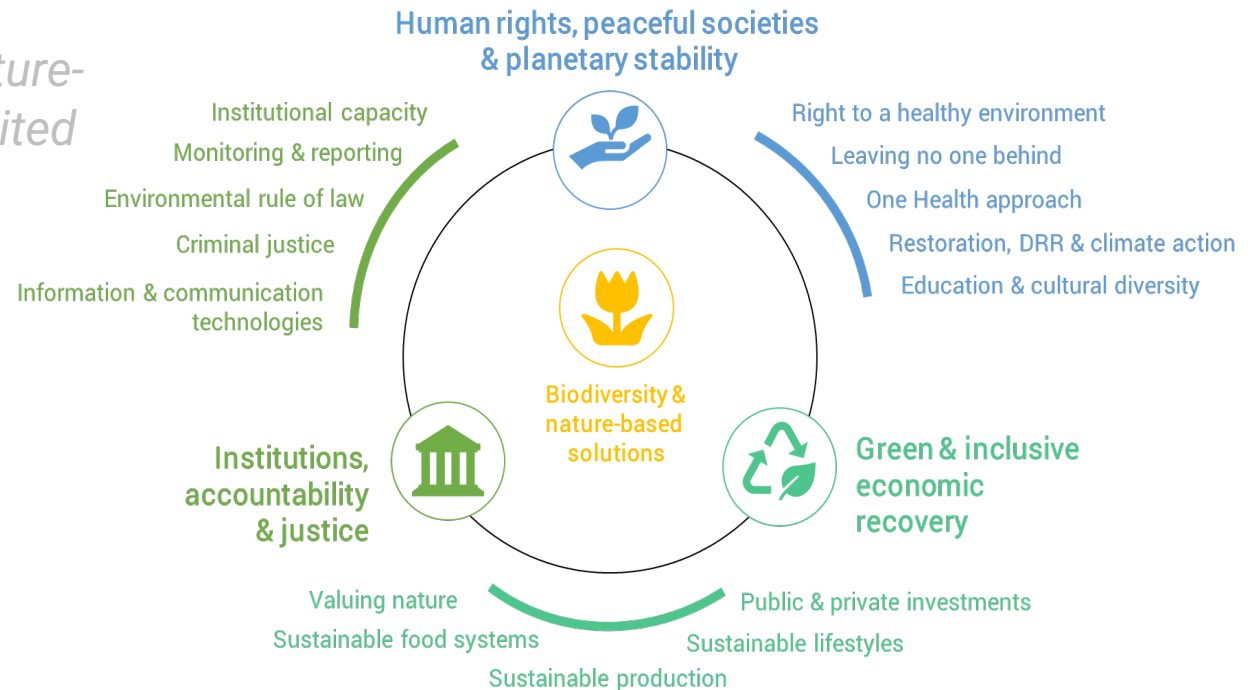 Human rights, peaceful societies
& planetary stability
Institutional capacity
Monitoring & reporting
Environmental rule of law
Criminal justice
Information & communication
technologies
Right to a healthy environment
Leaving no one behind
One Health approach
Restoration, DRR & climate action
Education & cultural diversity
Biodiversity &
nature-based
solutions
Institutions,
accountability
& justice
Green & inclusive
economic
recovery
Valuing nature
Sustainable food systems
Sustainable production
Sustainable lifestyles
Public & private investments